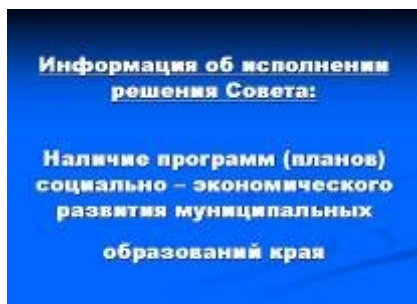 Информация об исполнении
решения Совета:
Наличие программ (планов)
социально – экономического
развития муниципальных
образований края